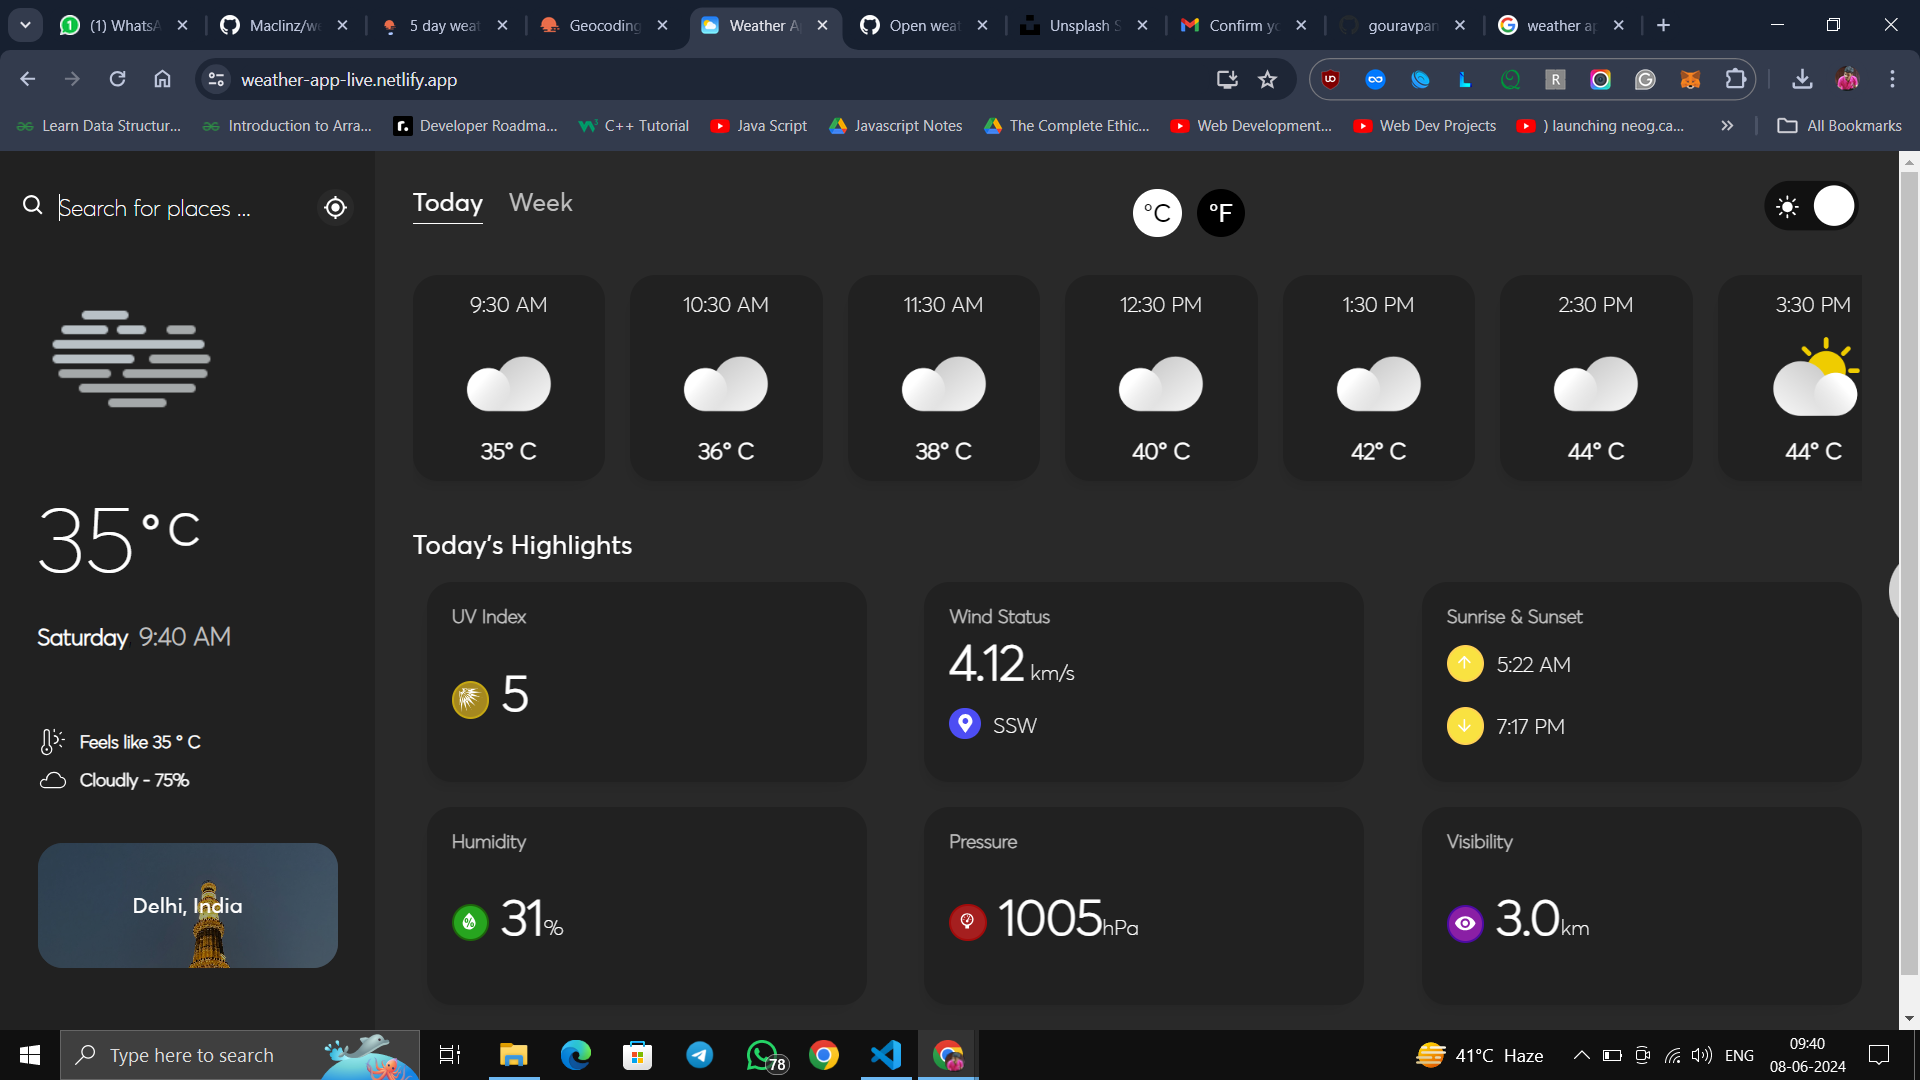 (1) WhatsA
Maclinz/we
5 day weat
Geocoding
Weather A
Open weat
Unsplash S
Confirm yo
gouravpan
weather ap
weather-app-live.netlify.app
Learn Data Structur...
Introduction to Arra...
Developer Roadma...
C++ Tutorial
Java Script
Javascript Notes
The Complete Ethic...
Web Development...
Web Dev Projects
) launching neog.ca...
All Bookmarks
Search for places ...
35°C
Saturday, 9:40 AM
Feels like 35 ° C
Cloudly - 75%
Delhi, India
Today Week
°C °F
9:30 AM
35° C
10:30 AM
36° C
11:30 AM
38° C
12:30 PM
40° C
1:30 PM
42° C
2:30 PM
44° C
3:30 PM
44° C
Today's Highlights
UV Index
5
Wind Status
4.12 km/s
SSW
Sunrise & Sunset
5:22 AM
7:17 PM
Humidity
31%
Pressure
1005hPa
Visibility
3.0km
Type here to search
78
41°C Haze
ENG
09:40
08-06-2024